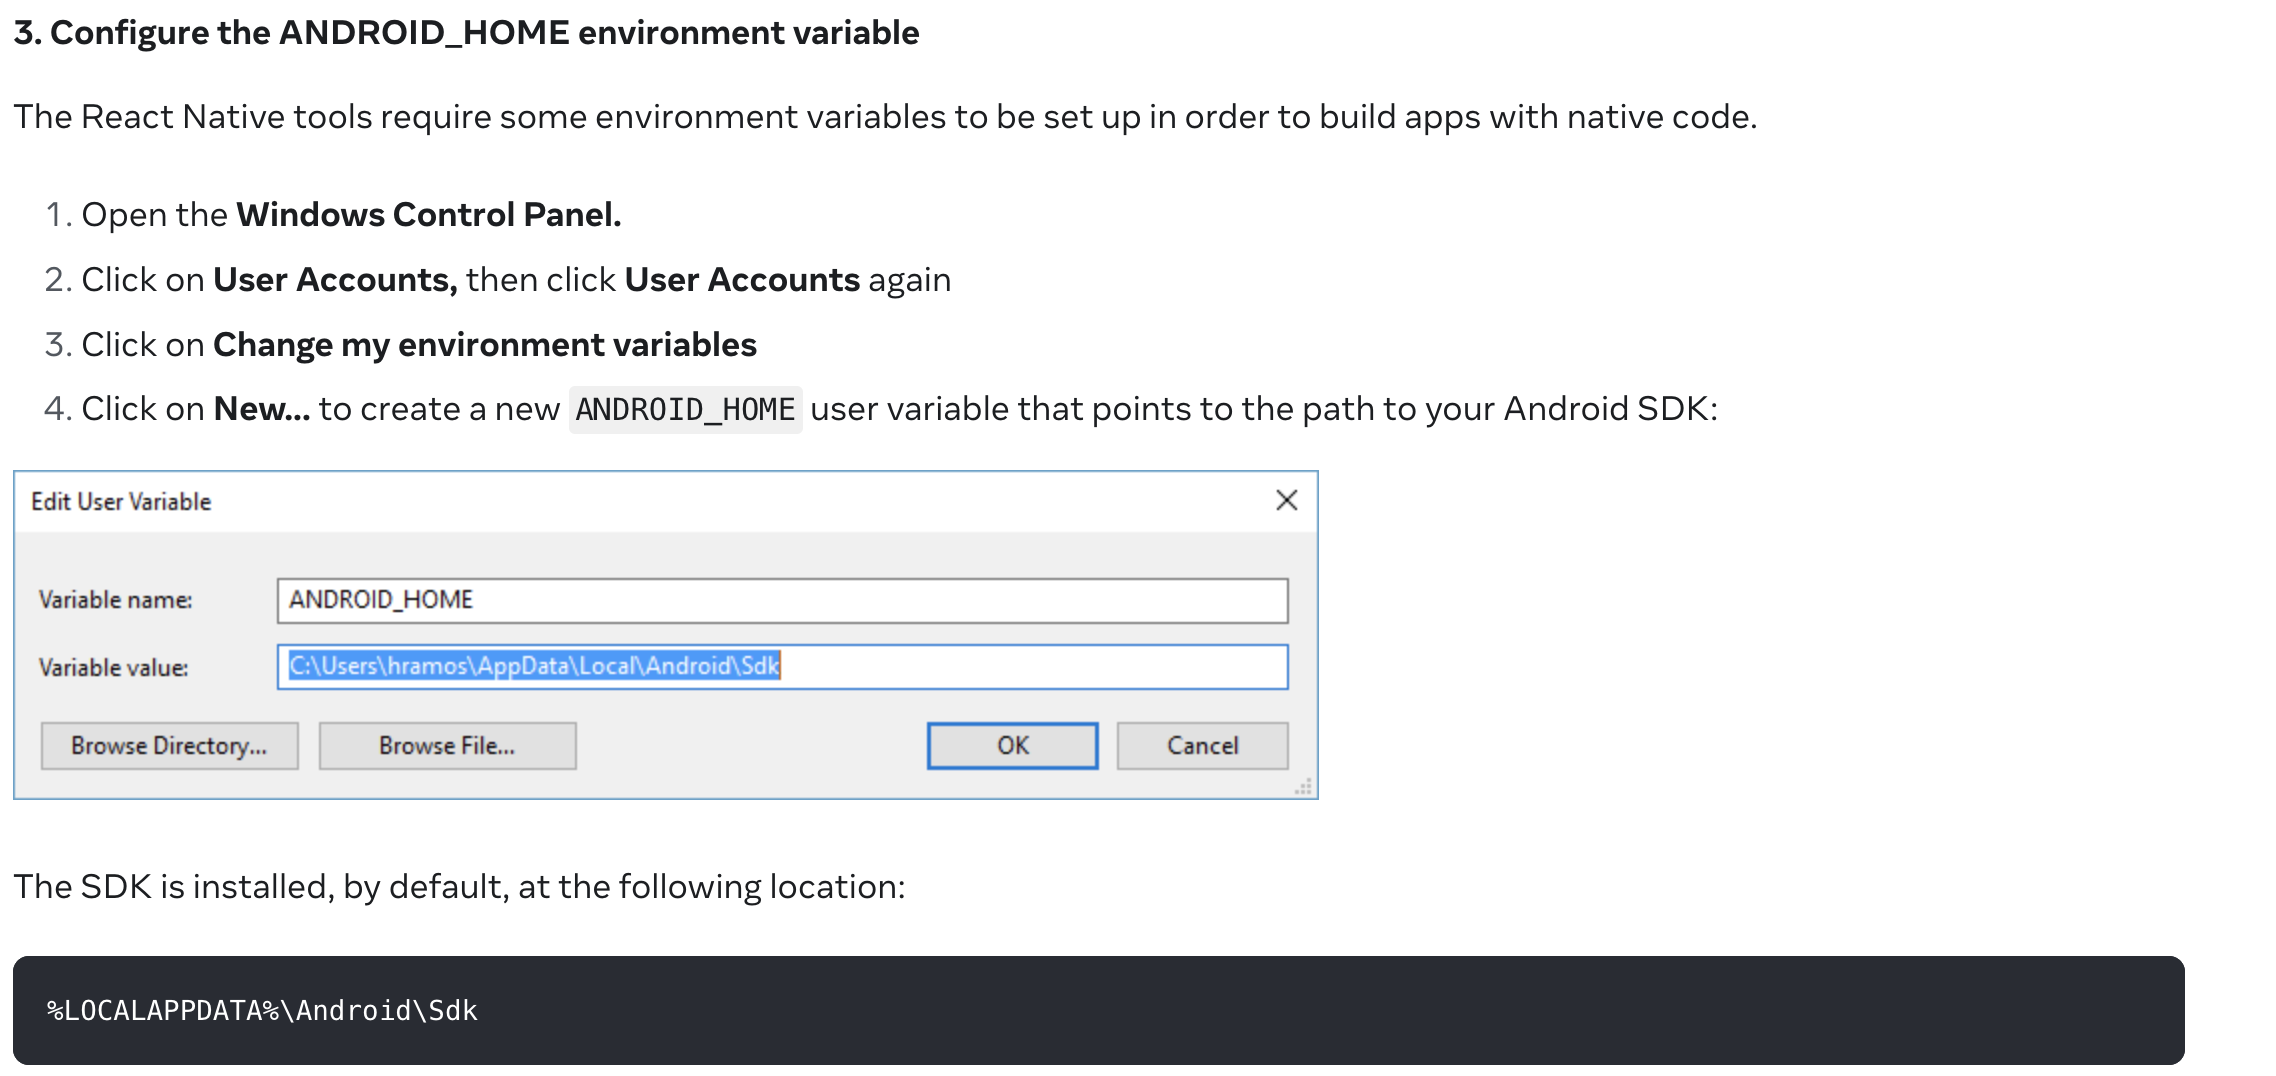 3. Configure the ANDROID_HOME environment variable
The React Native tools require some environment variables to be set up in order to build apps with native code.
1. Open the Windows Control Panel.
2. Click on User Accounts, then click User Accounts again
3. Click on Change my environment variables
4. Click on New... to create a new ANDROID_HOME user variable that points to the path to your Android SDK:
Edit User Variable
Variable name: ANDROID_HOME
Variable value: C:\Users\hramos\AppData\Local\Android\Sdk
Browse Directory... Browse File... OK Cancel
The SDK is installed, by default, at the following location:
%LOCALAPPDATA%\Android\Sdk